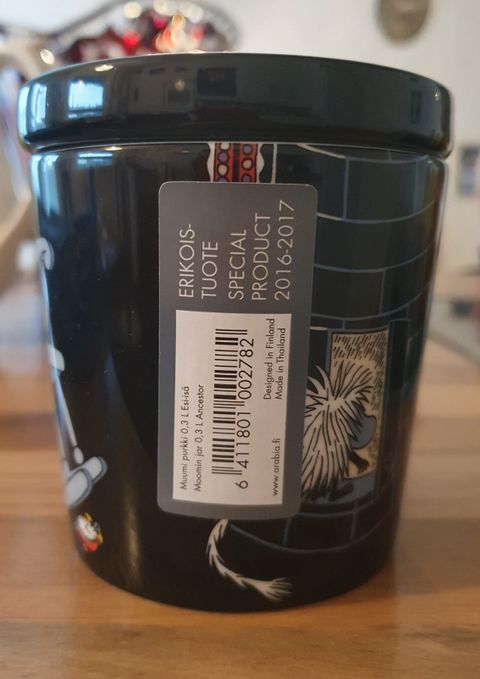 ERIKOIS-
TUOTE
SPECIAL
PRODUCT
2016-2017
Muumi purkki 0,3 L Esi-isä
Moomin jar 0,3 L Ancestor
6 411801 002782
Designed in Finland
Made in Thailand
www.arabia.fi